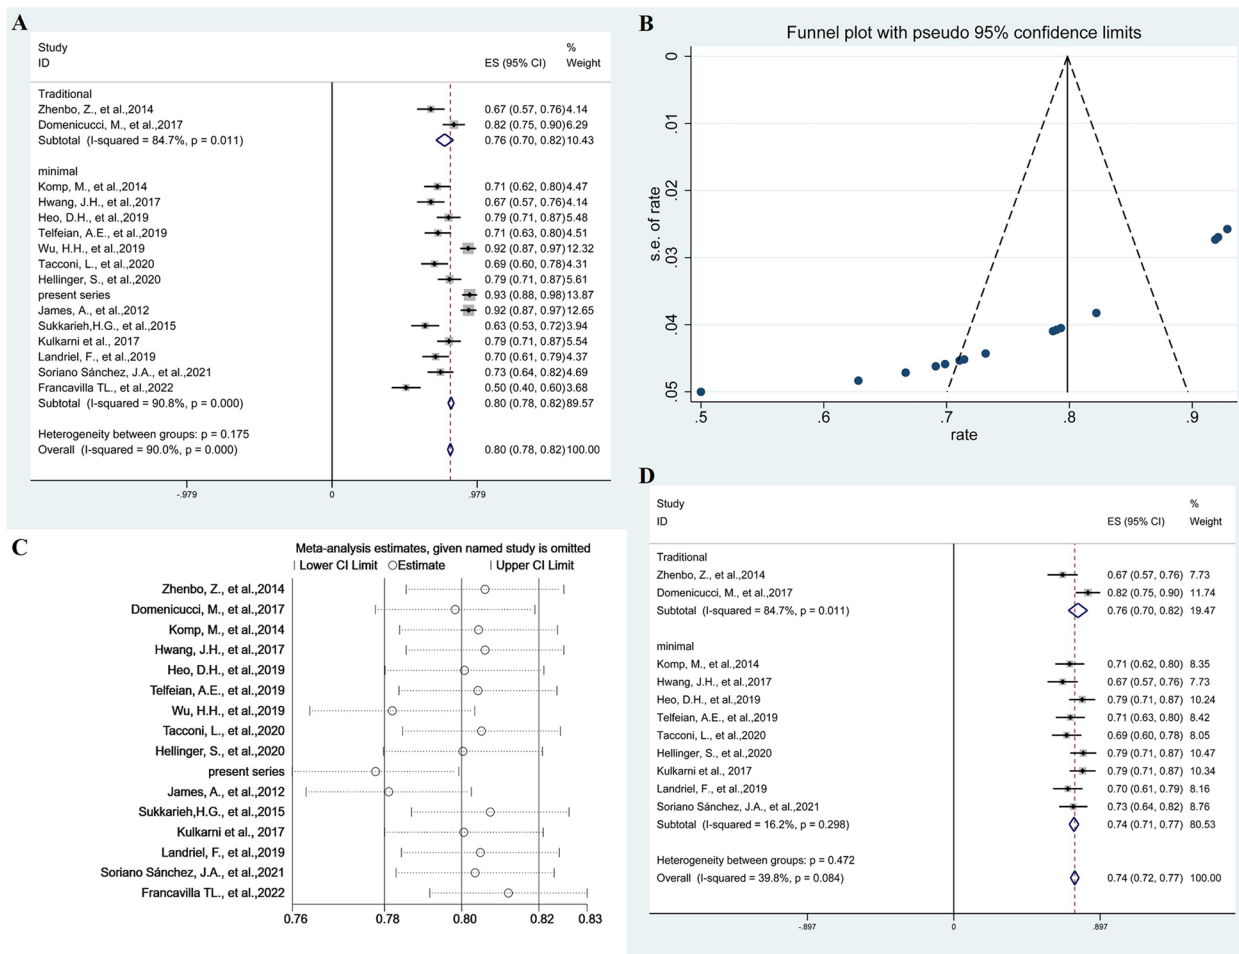 A
Study
%
ID ES (95% CI) Weight
Traditional
Zhenbo, Z., et al.,2014 0.67 (0.57, 0.76) 4.14
Domenicucci, M., et al.,2017 0.82 (0.75, 0.90) 6.29
Subtotal (I-squared = 84.7%, p = 0.011) 0.76 (0.70, 0.82) 10.43
minimal
Komp, M., et al.,2014 0.71 (0.62, 0.80) 4.47
Hwang, J.H., et al.,2017 0.67 (0.57, 0.76) 4.14
Heo, D.H., et al.,2019 0.79 (0.71, 0.87) 5.48
Telfeian, A.E., et al.,2019 0.71 (0.63, 0.80) 4.51
Wu, H.H., et al.,2019 0.92 (0.87, 0.97) 12.32
Tacconi, L., et al.,2020 0.69 (0.60, 0.78) 4.31
Hellinger, S., et al.,2020 0.79 (0.71, 0.87) 5.61
present series 0.93 (0.88, 0.98) 13.87
James, A., et al.,2012 0.92 (0.87, 0.97) 12.65
Sukkarieh,H.G., et al.,2015 0.63 (0.53, 0.72) 3.94
Kulkarni et al., 2017 0.79 (0.71, 0.87) 5.54
Landriel, F., et al.,2019 0.70 (0.61, 0.79) 4.37
Soriano Sánchez, J.A., et al.,2021 0.73 (0.64, 0.82) 4.69
Francavilla TL., et al.,2022 0.50 (0.40, 0.60) 3.68
Subtotal (I-squared = 90.8%, p = 0.000) 0.80 (0.78, 0.82) 89.57
Heterogeneity between groups: p = 0.175
Overall (I-squared = 90.0%, p = 0.000) 0.80 (0.78, 0.82) 100.00
-.979 0 .979
B
Funnel plot with pseudo 95% confidence limits
s.e. of rate
0
.01
.02
.03
.04
.05
.5 .6 .7 .8 .9
rate
C
Meta-analysis estimates, given named study is omitted
Lower CI Limit Estimate Upper CI Limit
Zhenbo, Z., et al.,2014
Domenicucci, M., et al.,2017
Komp, M., et al.,2014
Hwang, J.H., et al.,2017
Heo, D.H., et al.,2019
Telfeian, A.E., et al.,2019
Wu, H.H., et al.,2019
Tacconi, L., et al.,2020
Hellinger, S., et al.,2020
present series
James, A., et al.,2012
Sukkarieh,H.G., et al.,2015
Kulkarni et al., 2017
Landriel, F., et al.,2019
Soriano Sánchez, J.A., et al.,2021
Francavilla TL., et al.,2022
0.76 0.78 0.80 0.82 0.83
D
Study %
ID ES (95% CI) Weight
Traditional
Zhenbo, Z., et al.,2014 0.67 (0.57, 0.76) 7.73
Domenicucci, M., et al.,2017 0.82 (0.75, 0.90) 11.74
Subtotal (I-squared = 84.7%, p = 0.011) 0.76 (0.70, 0.82) 19.47
minimal
Komp, M., et al.,2014 0.71 (0.62, 0.80) 8.35
Hwang, J.H., et al.,2017 0.67 (0.57, 0.76) 7.73
Heo, D.H., et al.,2019 0.79 (0.71, 0.87) 10.24
Telfeian, A.E., et al.,2019 0.71 (0.63, 0.80) 8.42
Tacconi, L., et al.,2020 0.69 (0.60, 0.78) 8.05
Hellinger, S., et al.,2020 0.79 (0.71, 0.87) 10.47
Kulkarni et al., 2017 0.79 (0.71, 0.87) 10.34
Landriel, F., et al.,2019 0.70 (0.61, 0.79) 8.16
Soriano Sánchez, J.A., et al.,2021 0.73 (0.64, 0.82) 8.76
Subtotal (I-squared = 16.2%, p = 0.298) 0.74 (0.71, 0.77) 80.53
Heterogeneity between groups: p = 0.472
Overall (I-squared = 39.8%, p = 0.084) 0.74 (0.72, 0.77) 100.00
-.897 0 .897